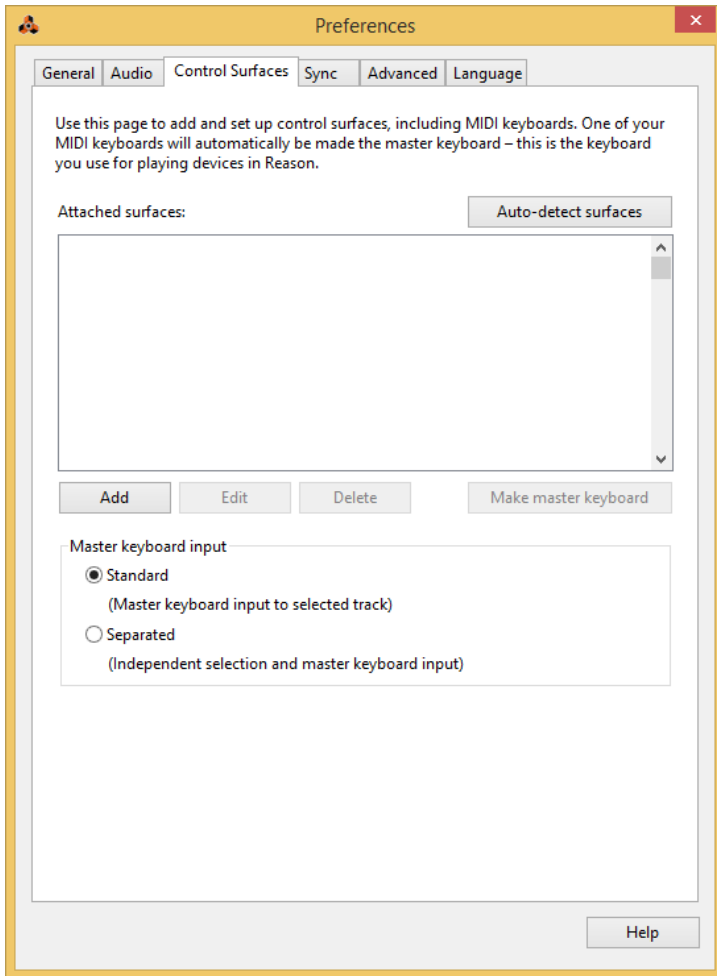 Preferences
General Audio Control Surfaces Sync Advanced Language
Use this page to add and set up control surfaces, including MIDI keyboards. One of your
MIDI keyboards will automatically be made the master keyboard – this is the keyboard
you use for playing devices in Reason.
Attached surfaces: Auto-detect surfaces
Add Edit Delete Make master keyboard
Master keyboard input
Standard
(Master keyboard input to selected track)
Separated
(Independent selection and master keyboard input)
Help